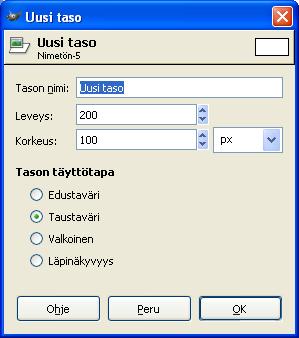 Uusi taso
Uusi taso
Nimetön-5
Tason nimi: Uusi taso
Leveys: 200
Korkeus: 100 px
Tason täyttötapa
Edustaväri
Taustaväri
Valkoinen
Läpinäkyvyys
Ohje Peru OK